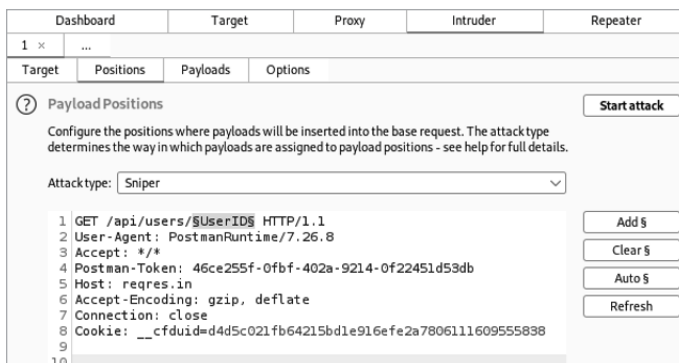 Dashboard Target Proxy Intruder Repeater
1 × ...
Target Positions Payloads Options
? Payload Positions
Start attack
Configure the positions where payloads will be inserted into the base request. The attack type
determines the way in which payloads are assigned to payload positions - see help for full details.
Attack type: Sniper
1 GET /api/users/§UserID§ HTTP/1.1
2 User-Agent: PostmanRuntime/7.26.8
3 Accept: */*
4 Postman-Token: 46ce255f-0fbf-402a-9214-0f22451d53db
5 Host: reqres.in
6 Accept-Encoding: gzip, deflate
7 Connection: close
8 Cookie: __cfduid=d4d5c021fb64215bd1e916efe2a7806111609555838
9
10
Add §
Clear §
Auto §
Refresh